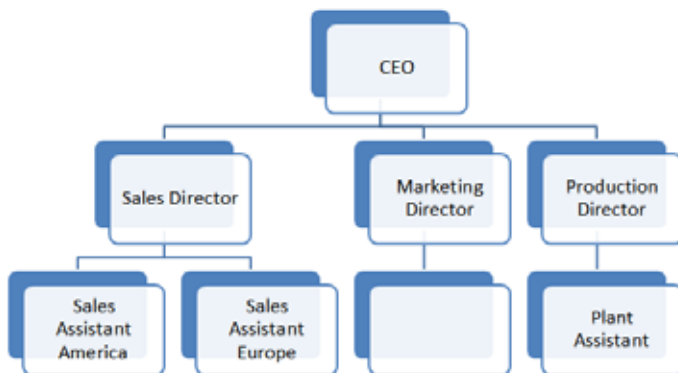 CEO
Sales Director
Marketing
Director
Production
Director
Sales
Assistant
America
Sales
Assistant
Europe
Plant
Assistant